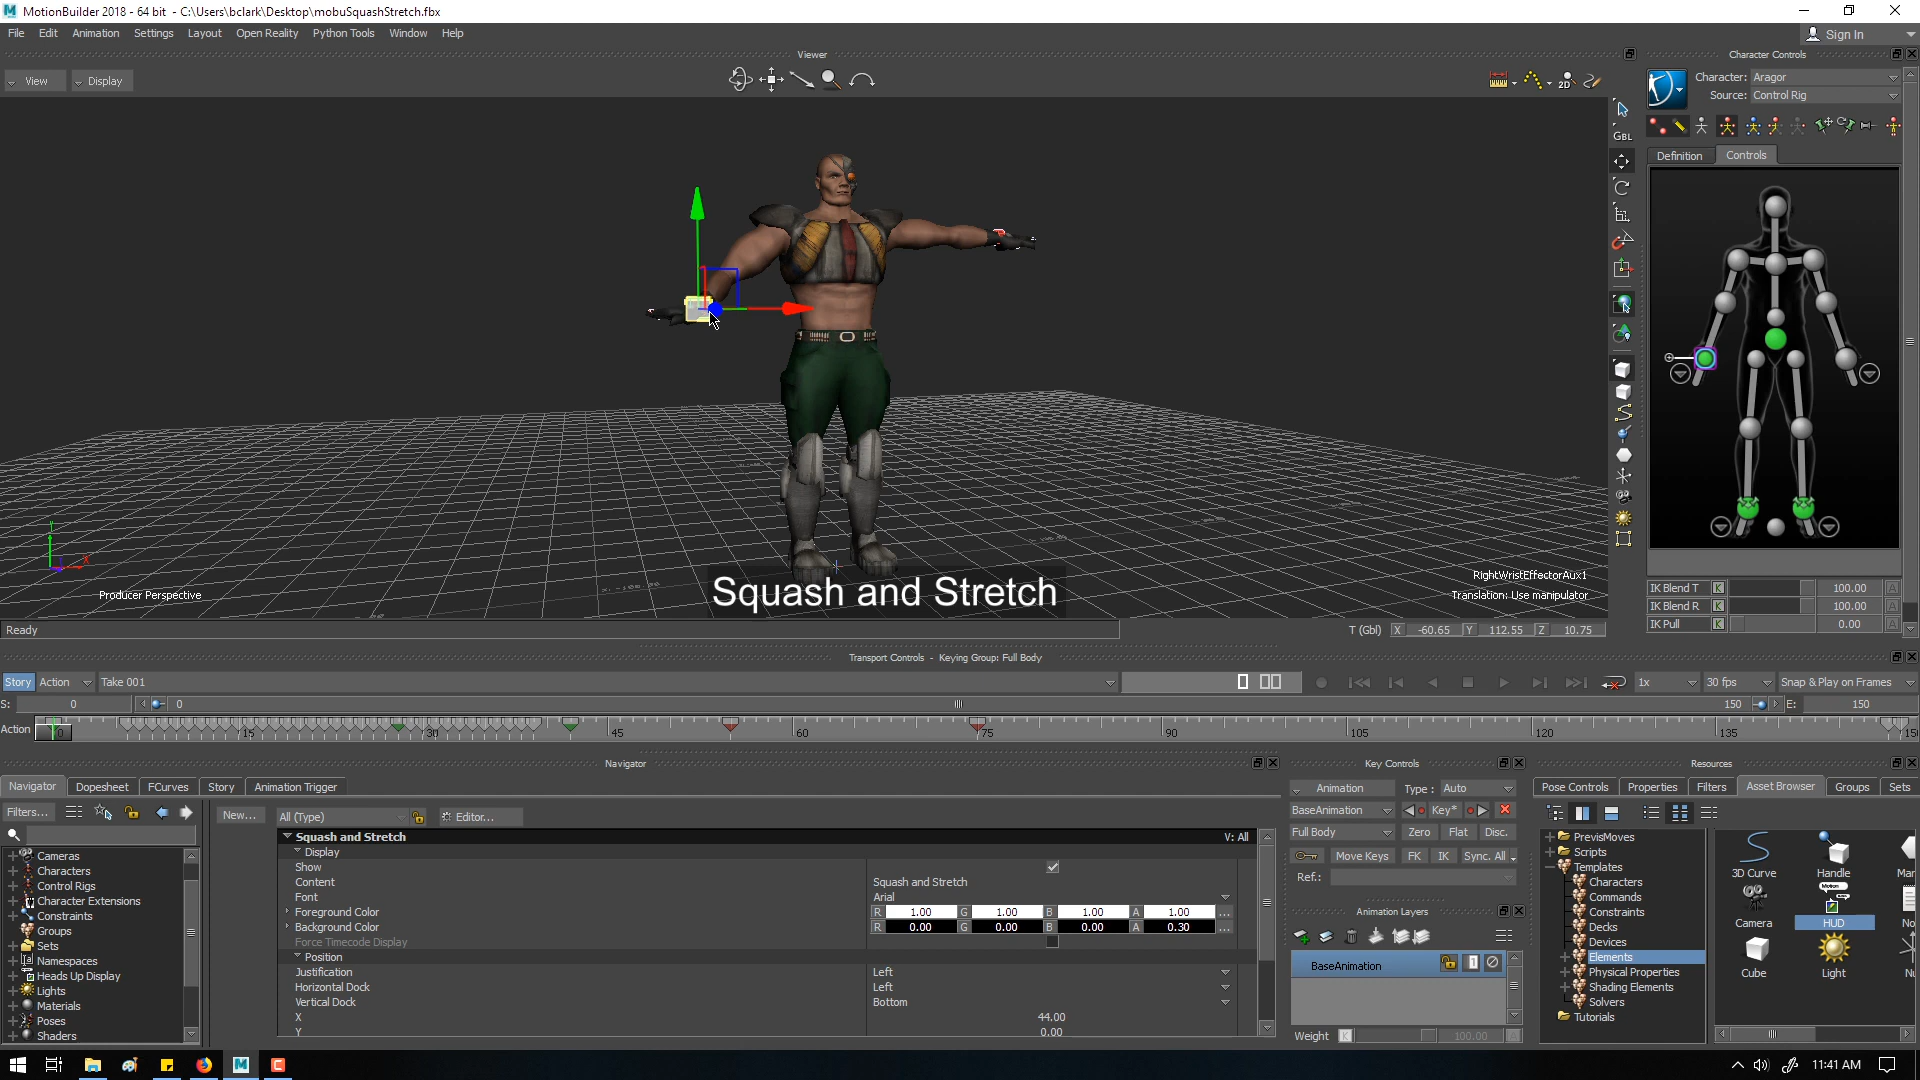 MotionBuilder 2018 - 64 bit - C:\Users\bclark\Desktop\mobuSquashStretch.fbx
File Edit Animation Settings Layout Open Reality Python Tools Window Help
Sign In
Viewer
Character Controls
View Display
2D
Character: Aragor
Source: Control Rig
GBL
Definition Controls
Squash and Stretch
Producer Perspective
RightWristEffectorAux1
Translation: Use manipulator
IK Blend T K 100.00 A
IK Blend R K 100.00 A
IK Pull K 0.00 A
Ready
T (Gbl) X -60.65 Y 112.55 Z 10.75
Transport Controls - Keying Group: Full Body
Story Action Take 001
1x 30 fps Snap & Play on Frames
S: 0 0 150 E: 150
Action 0 15 30 45 60 75 90 105 120 135 150
Navigator
Key Controls
Resources
Navigator Dopesheet FCurves Story Animation Trigger
Animation Type : Auto
Pose Controls Properties Filters Asset Browser Groups Sets
Filters...
New... All (Type) Editor...
BaseAnimation Key*
Full Body Zero Flat Disc.
Move Keys FK IK Sync. All
Ref.:
Squash and Stretch V: All
Display
Show
Content Squash and Stretch
Font Arial
Foreground Color R 1.00 G 1.00 B 1.00 A 1.00 ...
Background Color R 0.00 G 0.00 B 0.00 A 0.30 ...
Force Timecode Display
Position
Justification Left
Horizontal Dock Left
Vertical Dock Bottom
X 44.00
Y 0.00
Cameras
Characters
Control Rigs
Character Extensions
Constraints
Groups
Sets
Namespaces
Heads Up Display
Lights
Materials
Poses
Shaders
Animation Layers
BaseAnimation 1
Weight K 100.00 A
PrevisMoves
Scripts
Templates
Characters
Commands
Constraints
Decks
Devices
Elements
Physical Properties
Shading Elements
Solvers
Tutorials
3D Curve Handle Mar
Camera HUD No
Cube Light Nu
11:41 AM